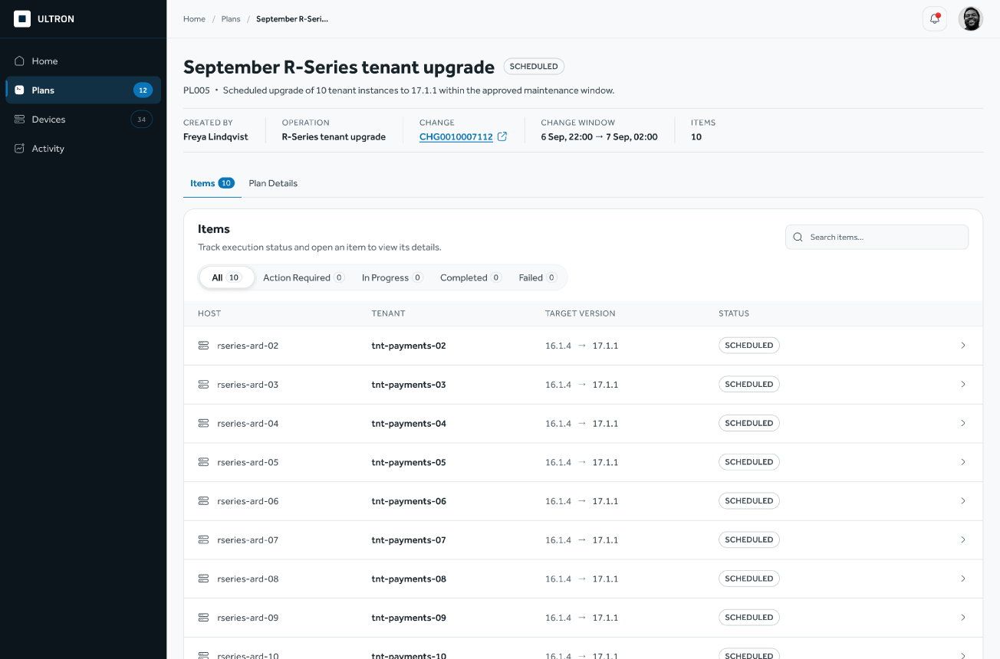 ULTRON
Home / Plans / September R-Seri...
Home
Plans 12
Devices 34
Activity
September R-Series tenant upgrade SCHEDULED
PL005 • Scheduled upgrade of 10 tenant instances to 17.1.1 within the approved maintenance window.
CREATED BY OPERATION CHANGE CHANGE WINDOW ITEMS
Freya Lindqvist R-Series tenant upgrade CHG0010007112 6 Sep, 22:00 → 7 Sep, 02:00 10
Items 10 Plan Details
Items
Track execution status and open an item to view its details.
Search items...
All 10 Action Required 0 In Progress 0 Completed 0 Failed 0
HOST TENANT TARGET VERSION STATUS
rseries-ard-02 tnt-payments-02 16.1.4 → 17.1.1 SCHEDULED
rseries-ard-03 tnt-payments-03 16.1.4 → 17.1.1 SCHEDULED
rseries-ard-04 tnt-payments-04 16.1.4 → 17.1.1 SCHEDULED
rseries-ard-05 tnt-payments-05 16.1.4 → 17.1.1 SCHEDULED
rseries-ard-06 tnt-payments-06 16.1.4 → 17.1.1 SCHEDULED
rseries-ard-07 tnt-payments-07 16.1.4 → 17.1.1 SCHEDULED
rseries-ard-08 tnt-payments-08 16.1.4 → 17.1.1 SCHEDULED
rseries-ard-09 tnt-payments-09 16.1.4 → 17.1.1 SCHEDULED
rseries-ard-10 tnt-payments-10 16.1.4 → 17.1.1 SCHEDULED